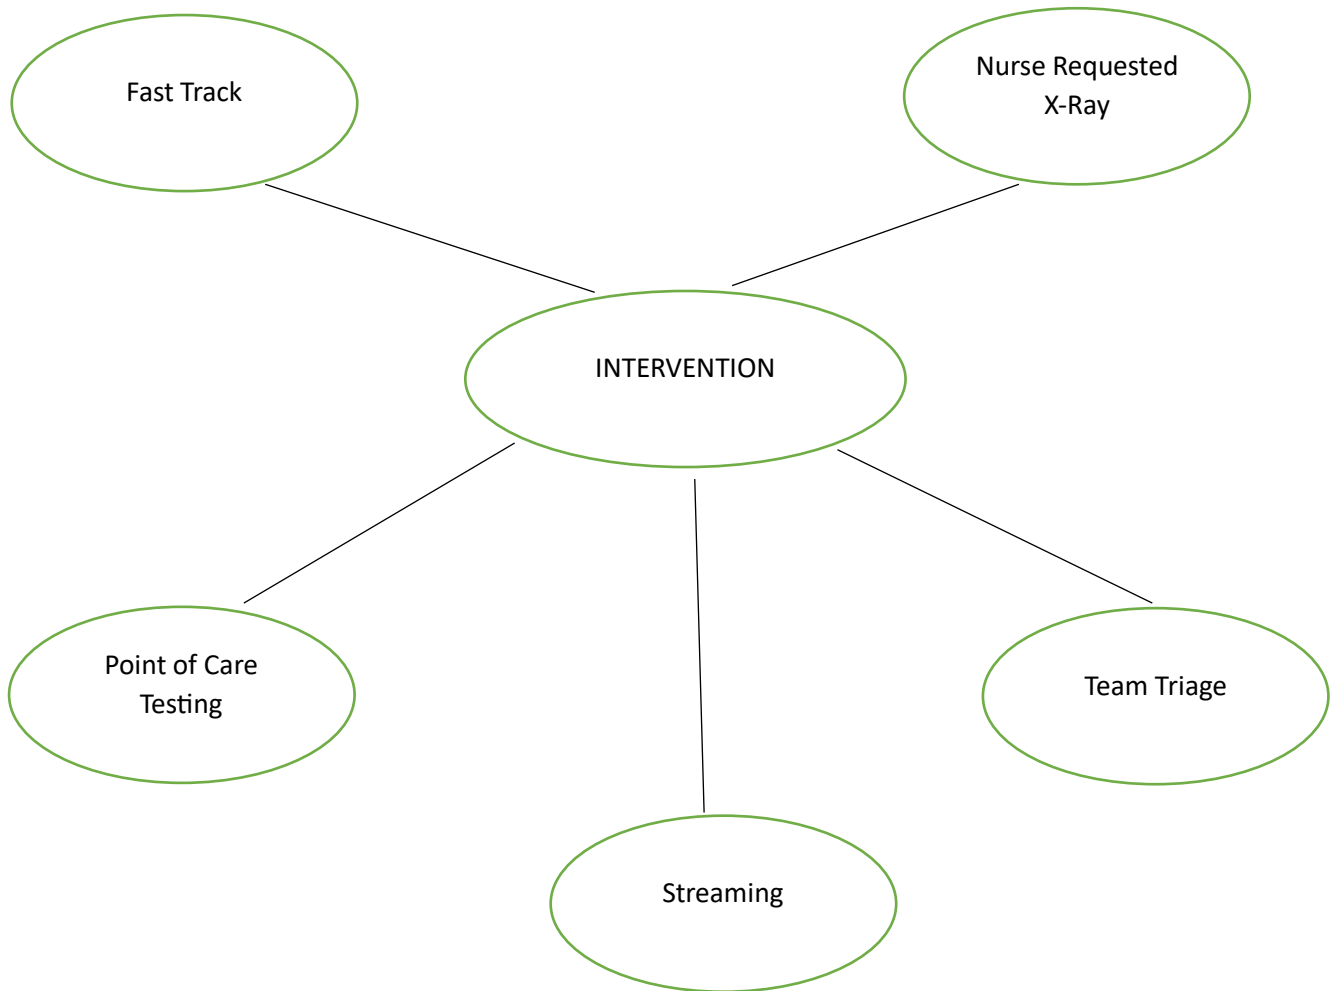 Fast Track
Nurse Requested
X-Ray
INTERVENTION
Point of Care
Testing
Team Triage
Streaming